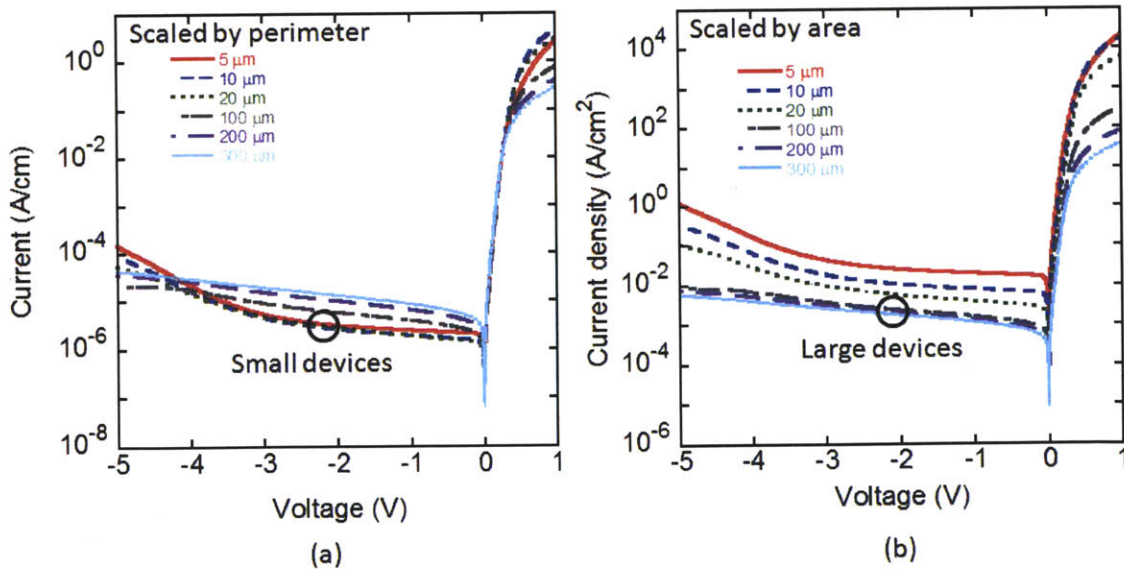 Scaled by perimeter
5 μm
10 μm
20 μm
100 μm
200 μm
300 μm
Current (A/cm)
10^0
10^-2
10^-4
10^-6
10^-8
Small devices
-5 -4 -3 -2 -1 0 1
Voltage (V)
(a)
Scaled by area
5 μm
10 μm
20 μm
100 μm
200 μm
300 μm
Current density (A/cm^2)
10^4
10^2
10^0
10^-2
10^-4
10^-6
Large devices
-5 -4 -3 -2 -1 0 1
Voltage (V)
(b)